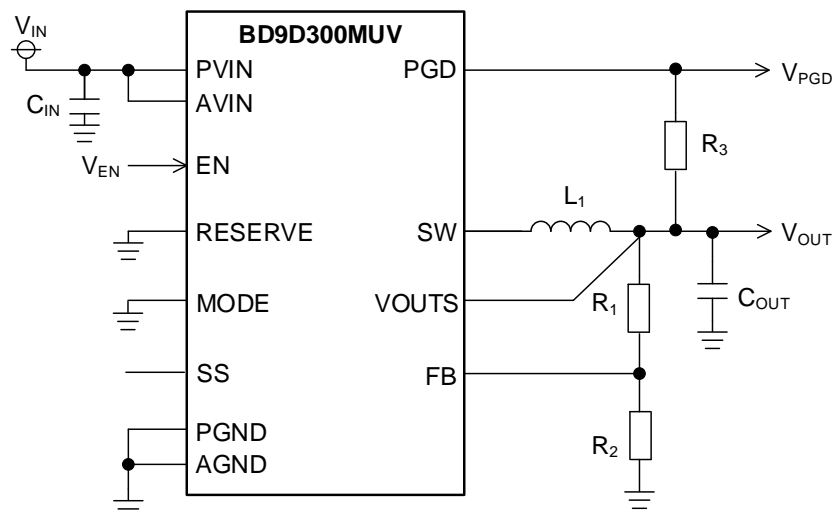 BD9D300MUV
V_IN
PVIN
PGD
V_PGD
C_IN
AVIN
R_3
V_EN
EN
L_1
RESERVE
SW
V_OUT
MODE
VOUTS
R_1
C_OUT
SS
FB
PGND
R_2
AGND